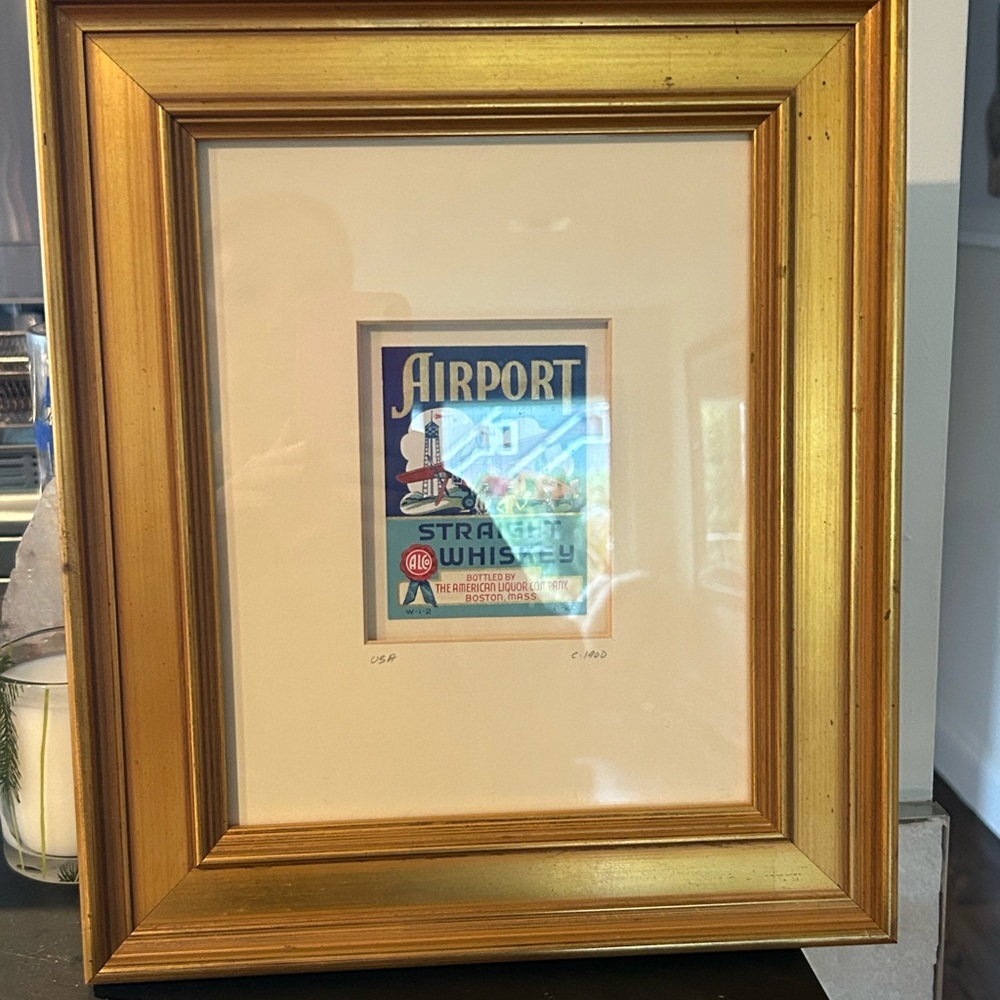 AIRPORT
STRAIGHT
WHISKEY
ALCO
BOTTLED BY
THE AMERICAN LIQUOR COMPANY
BOSTON, MASS.
W-1-2
USA
C-1900